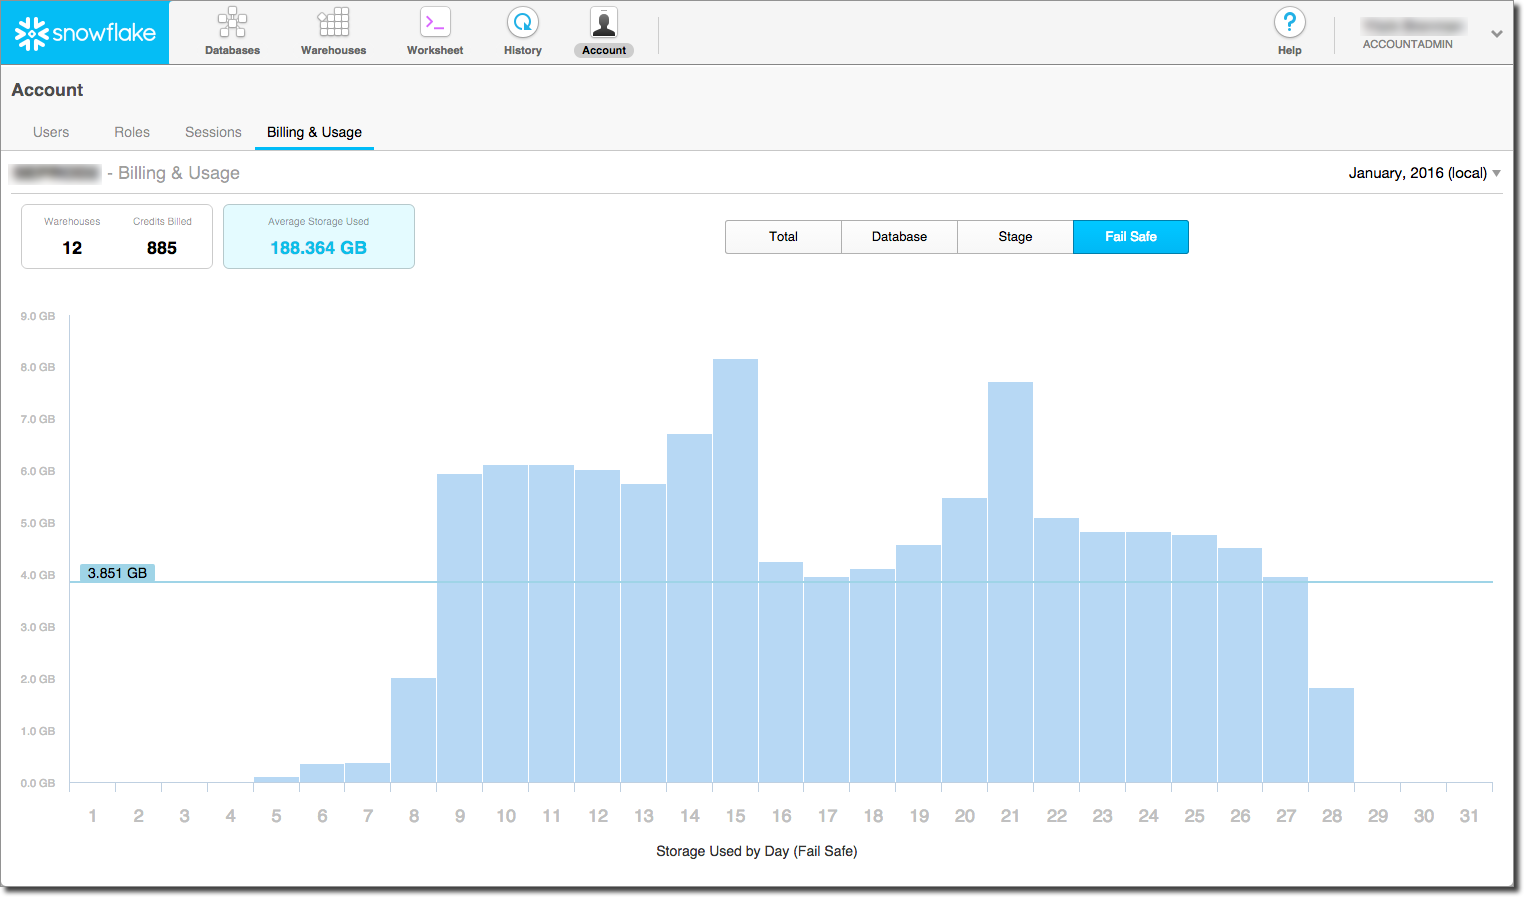 snowflake
Databases Warehouses Worksheet History Account Help
ACCOUNTADMIN
Account
Users Roles Sessions Billing & Usage
- Billing & Usage January, 2016 (local)
Warehouses Credits Billed Average Storage Used
12 885 188.364 GB
Total Database Stage Fail Safe
9.0 GB
8.0 GB
7.0 GB
6.0 GB
5.0 GB
3.851 GB
4.0 GB
3.0 GB
2.0 GB
1.0 GB
0.0 GB
1 2 3 4 5 6 7 8 9 10 11 12 13 14 15 16 17 18 19 20 21 22 23 24 25 26 27 28 29 30 31
Storage Used by Day (Fail Safe)